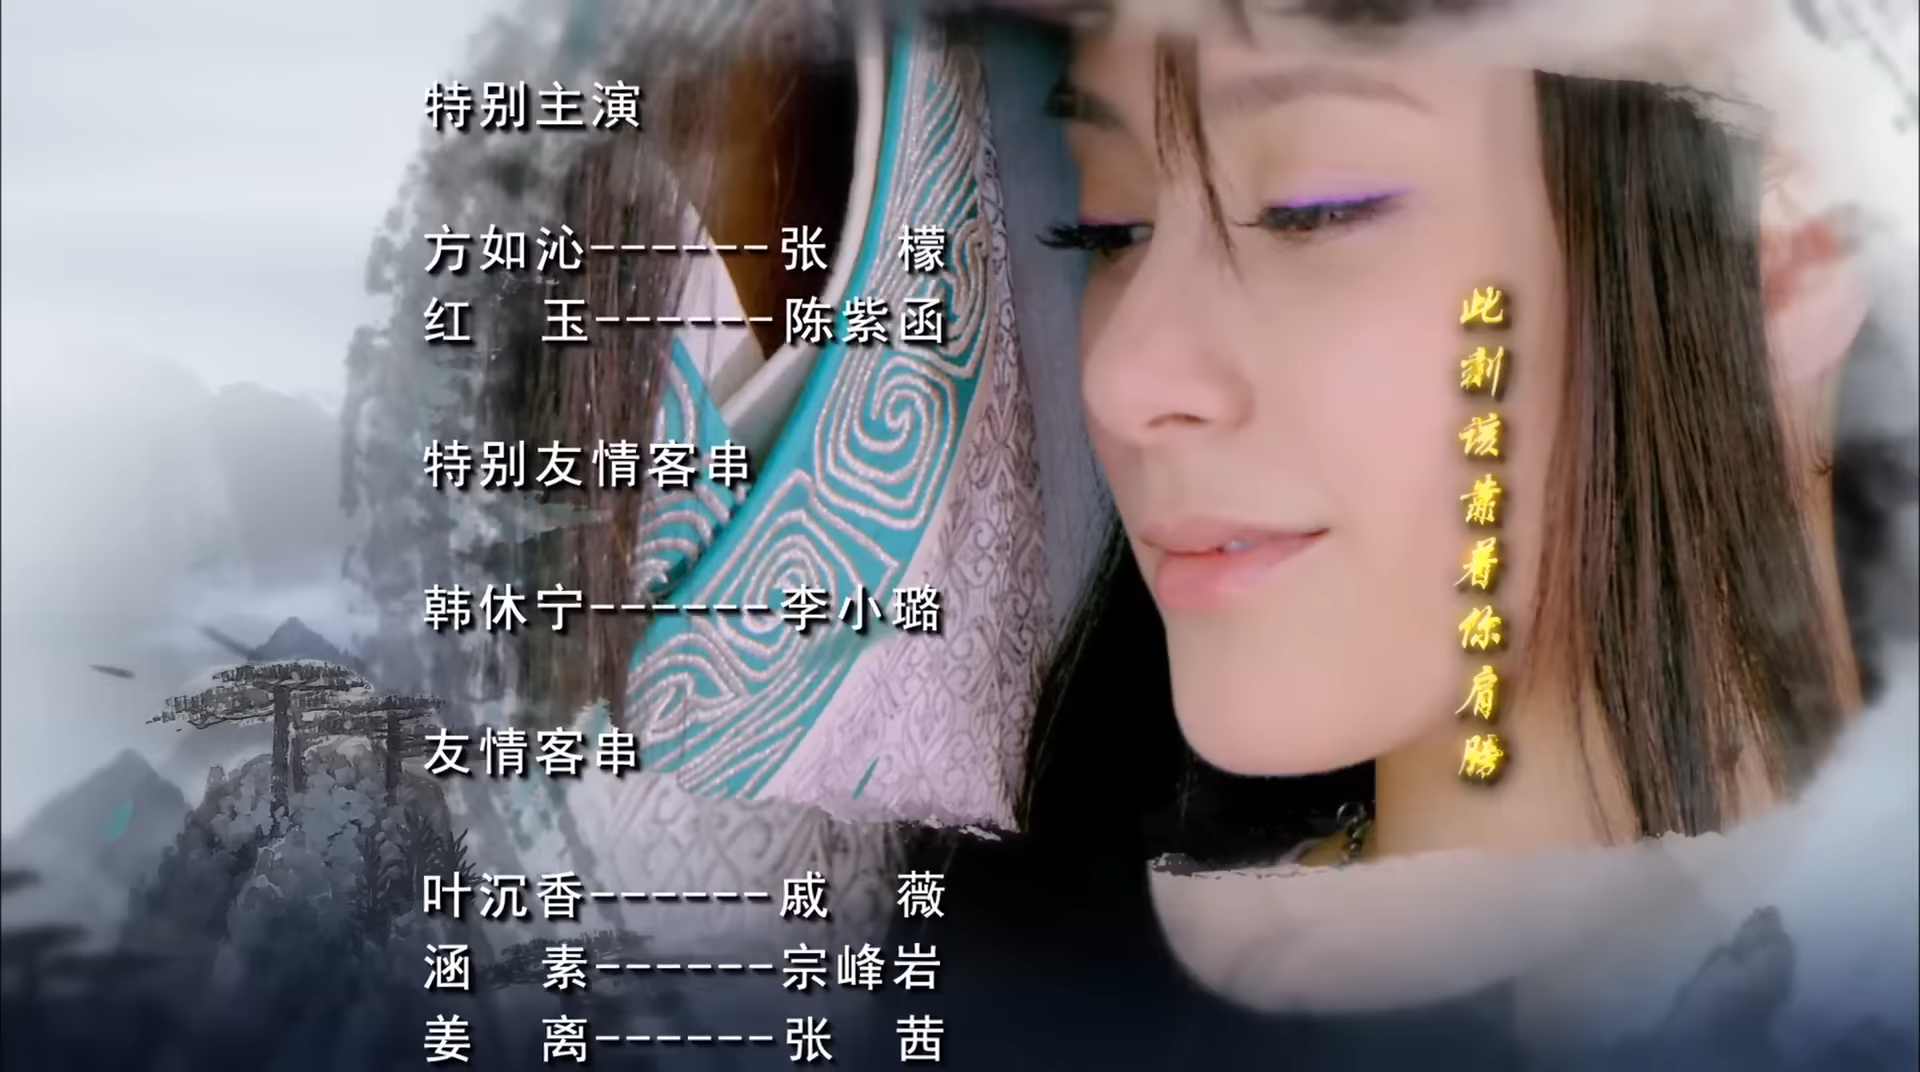 特别主演
方如沁------张 檬
红 玉------陈紫函
特别友情客串
韩休宁------李小璐
友情客串
叶沉香------戚 薇
涵 素------宗峰岩
姜 离------张 茜
此刻该靠着你肩膀